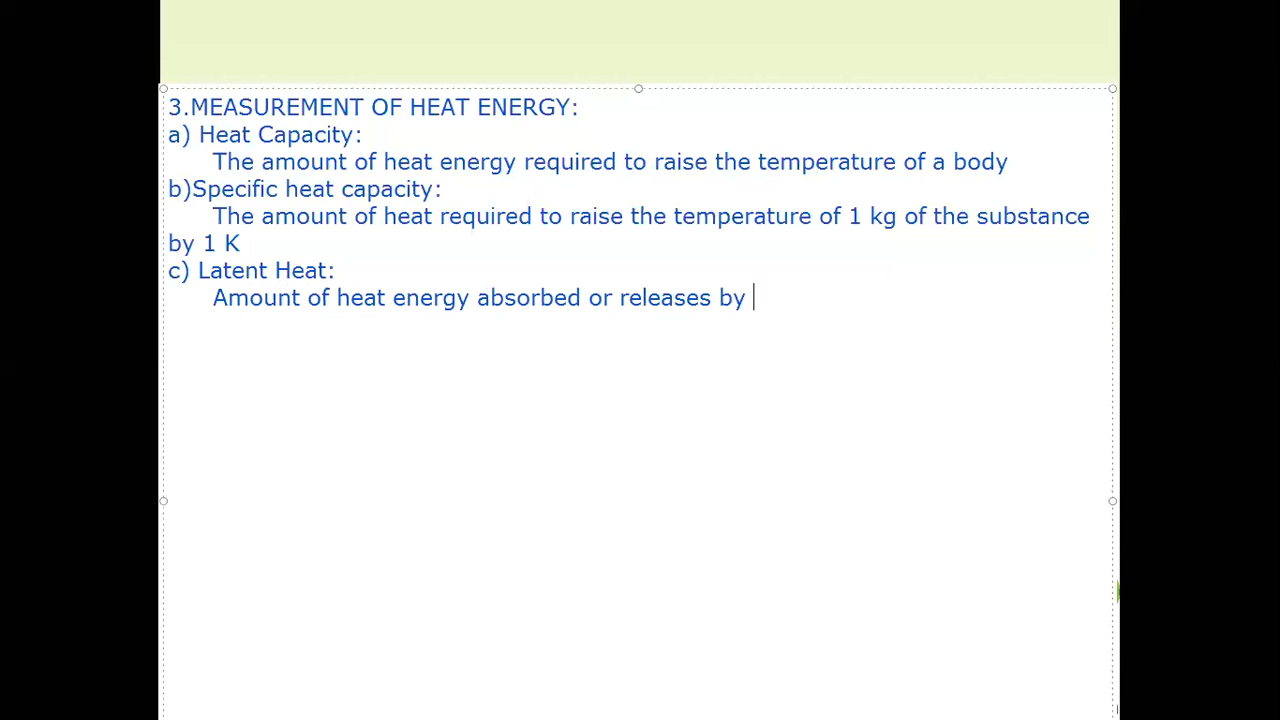 3.MEASUREMENT OF HEAT ENERGY:
a) Heat Capacity:
The amount of heat energy required to raise the temperature of a body
b)Specific heat capacity:
The amount of heat required to raise the temperature of 1 kg of the substance
by 1 K
c) Latent Heat:
Amount of heat energy absorbed or releases by